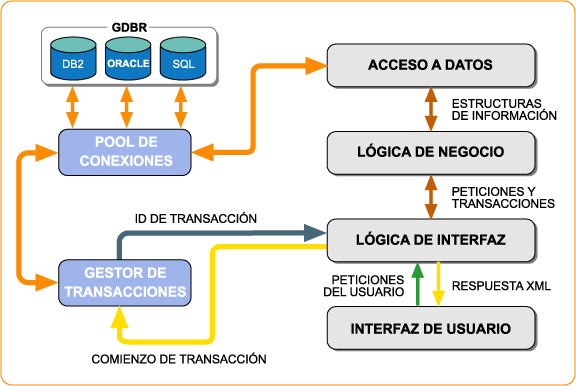 GDBR
DB2
ORACLE
SQL
POOL DE
CONEXIONES
ACCESO A DATOS
ESTRUCTURAS
DE INFORMACIÓN
LÓGICA DE NEGOCIO
PETICIONES Y
TRANSACCIONES
ID DE TRANSACCIÓN
LÓGICA DE INTERFAZ
GESTOR DE
TRANSACCIONES
PETICIONES
DEL USUARIO
RESPUESTA XML
INTERFAZ DE USUARIO
COMIENZO DE TRANSACCIÓN